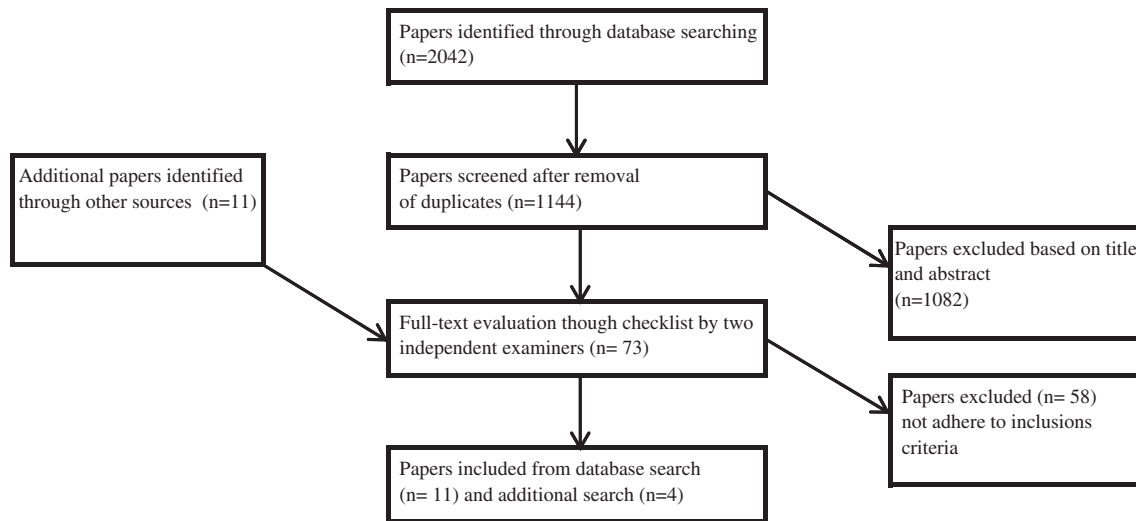 Papers identified through database searching
(n=2042)
Papers screened after removal
of duplicates (n=1144)
Additional papers identified
through other sources (n=11)
Papers excluded based on title
and abstract
(n=1082)
Full-text evaluation though checklist by two
independent examiners (n= 73)
Papers excluded (n= 58)
not adhere to inclusions
criteria
Papers included from database search
(n= 11) and additional search (n=4)